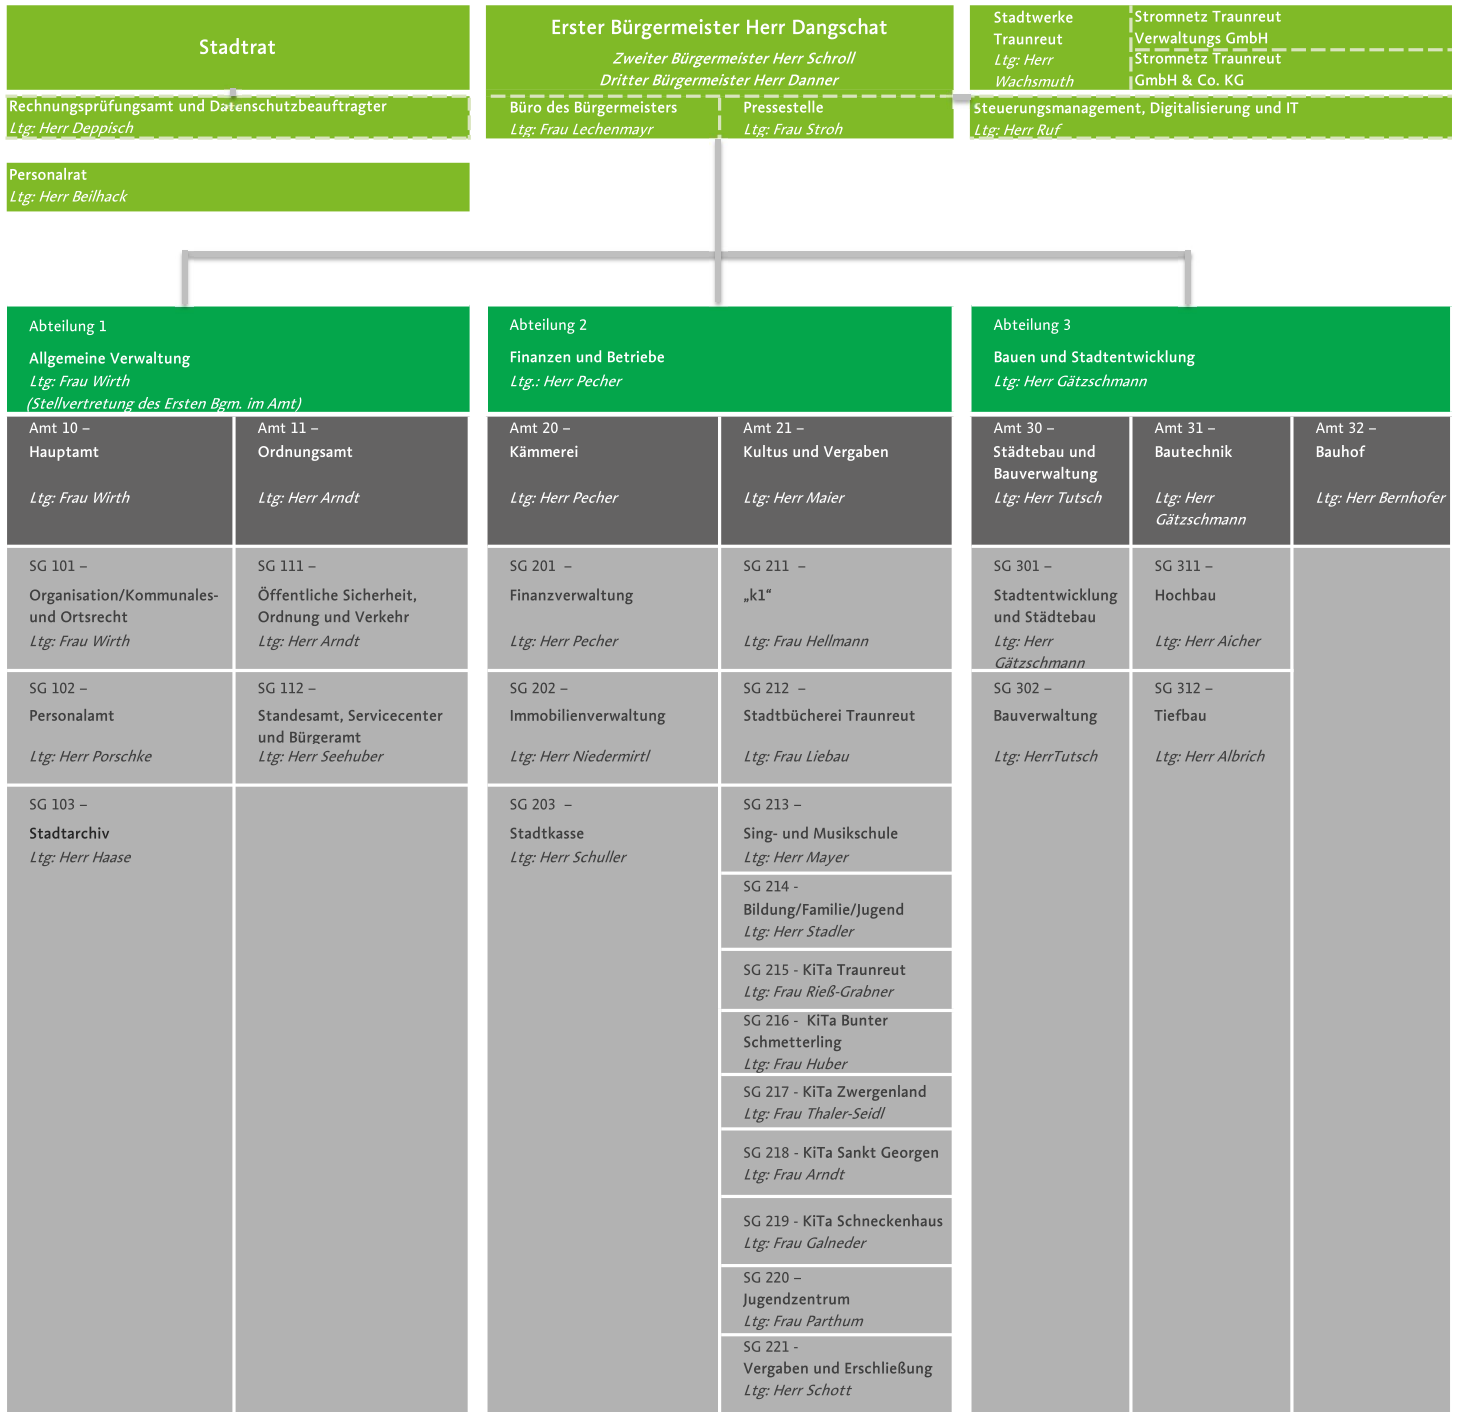 Stadtrat
Rechnungsprüfungsamt und Datenschutzbeauftragter
Ltg: Herr Deppisch
Personalrat
Ltg: Herr Beilhack
Erster Bürgermeister Herr Dangschat
Zweiter Bürgermeister Herr Schroll
Dritter Bürgermeister Herr Danner
Büro des Bürgermeisters
Ltg: Frau Lechenmayr
Pressestelle
Ltg: Frau Stroh
Stadtwerke
Traunreut
Ltg: Herr
Wachsmuth
Stromnetz Traunreut
Verwaltungs GmbH
Stromnetz Traunreut
GmbH & Co. KG
Steuerungsmanagement, Digitalisierung und IT
Ltg: Herr Ruf
Abteilung 1
Allgemeine Verwaltung
Ltg: Frau Wirth
(Stellvertretung des Ersten Bgm. im Amt)
Amt 10 –
Hauptamt
Ltg: Frau Wirth
SG 101 –
Organisation/Kommunales-
und Ortsrecht
Ltg: Frau Wirth
SG 102 –
Personalamt
Ltg: Herr Porschke
SG 103 –
Stadtarchiv
Ltg: Herr Haase
Amt 11 –
Ordnungsamt
Ltg: Herr Arndt
SG 111 –
Öffentliche Sicherheit,
Ordnung und Verkehr
Ltg: Herr Arndt
SG 112 –
Standesamt, Servicecenter
und Bürgeramt
Ltg: Herr Seehuber
Abteilung 2
Finanzen und Betriebe
Ltg.: Herr Pecher
Amt 20 –
Kämmerei
Ltg: Herr Pecher
SG 201 –
Finanzverwaltung
Ltg: Herr Pecher
SG 202 –
Immobilienverwaltung
Ltg: Herr Niedermirtl
SG 203 –
Stadtkasse
Ltg: Herr Schuller
Amt 21 –
Kultus und Vergaben
Ltg: Herr Maier
SG 211 –
„k1“
Ltg: Frau Hellmann
SG 212 –
Stadtbücherei Traunreut
Ltg: Frau Liebau
SG 213 –
Sing- und Musikschule
Ltg: Herr Mayer
SG 214 -
Bildung/Familie/Jugend
Ltg: Herr Stadler
SG 215 - KiTa Traunreut
Ltg: Frau Rieß-Grabner
SG 216 - KiTa Bunter
Schmetterling
Ltg: Frau Huber
SG 217 - KiTa Zwergenland
Ltg: Frau Thaler-Seidl
SG 218 - KiTa Sankt Georgen
Ltg: Frau Arndt
SG 219 - KiTa Schneckenhaus
Ltg: Frau Galneder
SG 220 –
Jugendzentrum
Ltg: Frau Parthum
SG 221 -
Vergaben und Erschließung
Ltg: Herr Schott
Abteilung 3
Bauen und Stadtentwicklung
Ltg: Herr Gätzschmann
Amt 30 –
Städtebau und
Bauverwaltung
Ltg: Herr Tutsch
SG 301 –
Stadtentwicklung
und Städtebau
Ltg: Herr
Gätzschmann
SG 302 –
Bauverwaltung
Ltg: HerrTutsch
Amt 31 –
Bautechnik
Ltg: Herr
Gätzschmann
SG 311 –
Hochbau
Ltg: Herr Aicher
SG 312 –
Tiefbau
Ltg: Herr Albrich
Amt 32 –
Bauhof
Ltg: Herr Bernhofer